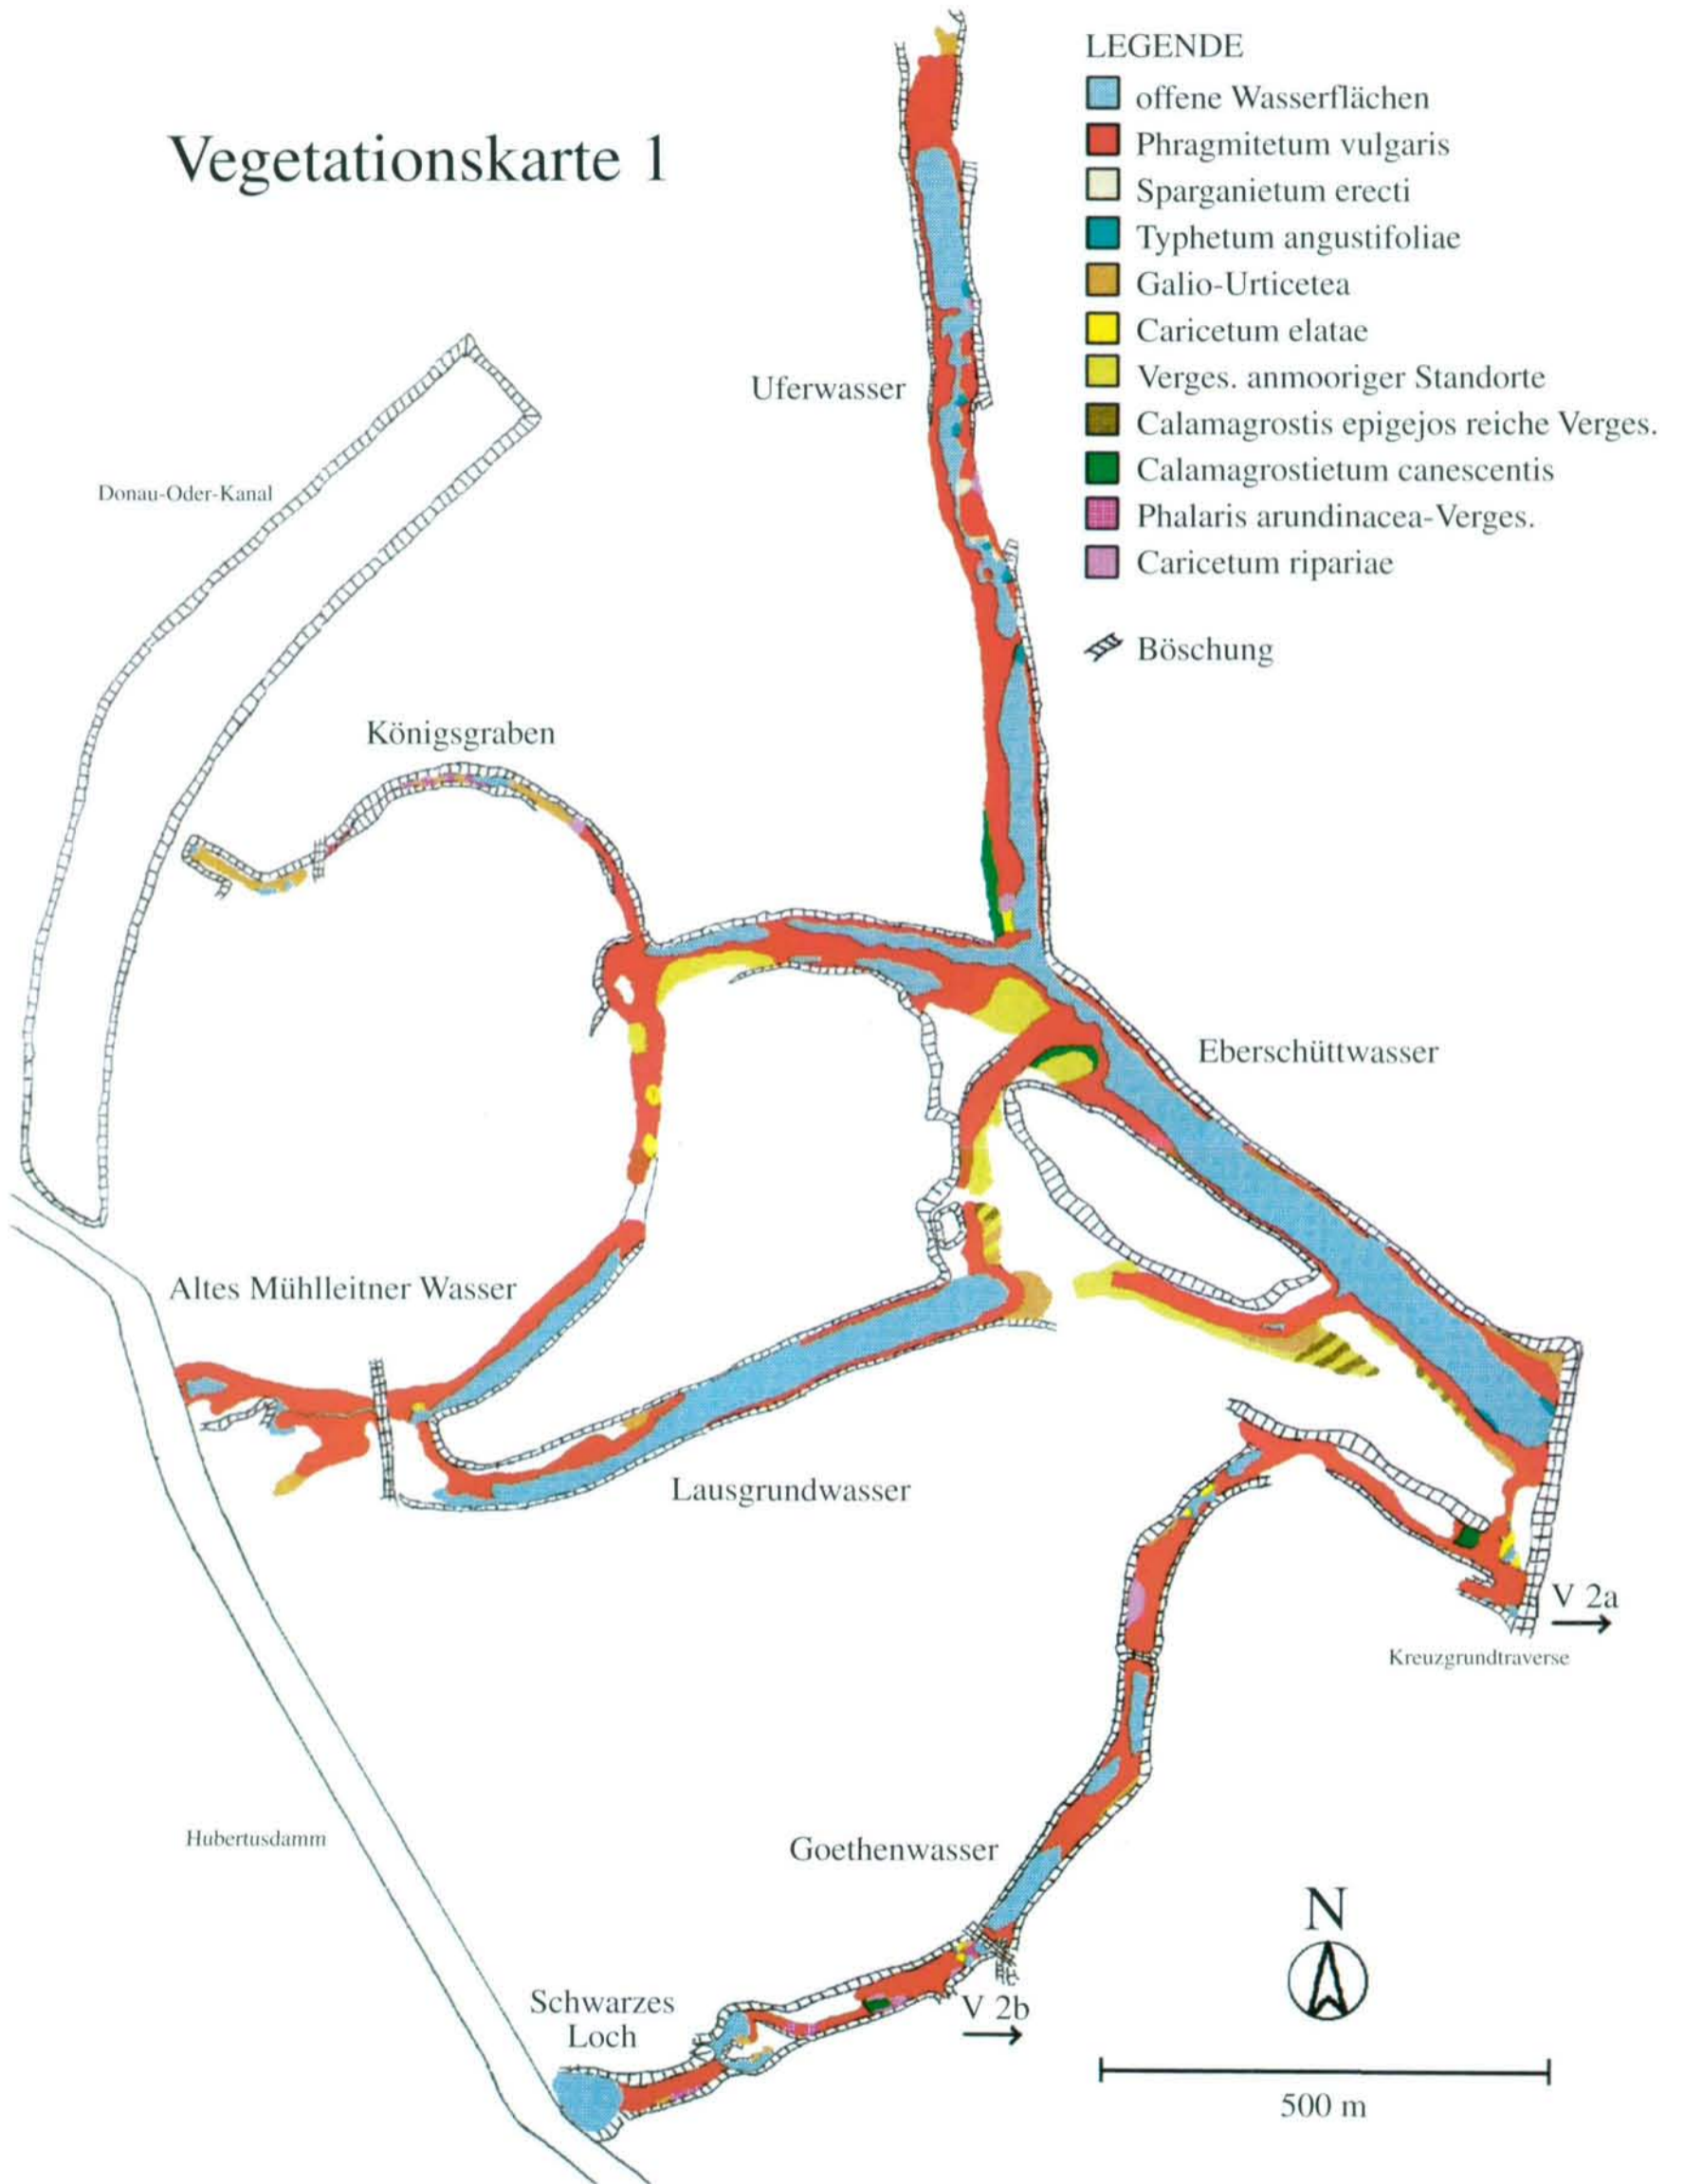 Vegetationskarte 1
LEGENDE
offene Wasserflächen
Phragmitetum vulgaris
Sparganietum erecti
Typhetum angustifoliae
Galio-Urticetea
Caricetum elatae
Verges. anmooriger Standorte
Calamagrostis epigejos reiche Verges.
Calamagrostietum canescentis
Phalaris arundinacea-Verges.
Caricetum ripariae
Böschung
Uferwasser
Donau-Oder-Kanal
Königsgraben
Eberschüttwasser
Altes Mühlleitner Wasser
Lausgrundwasser
V 2a
Kreuzgrundtraverse
Hubertusdamm
Goethenwasser
N
Schwarzes
Loch
V 2b
500 m